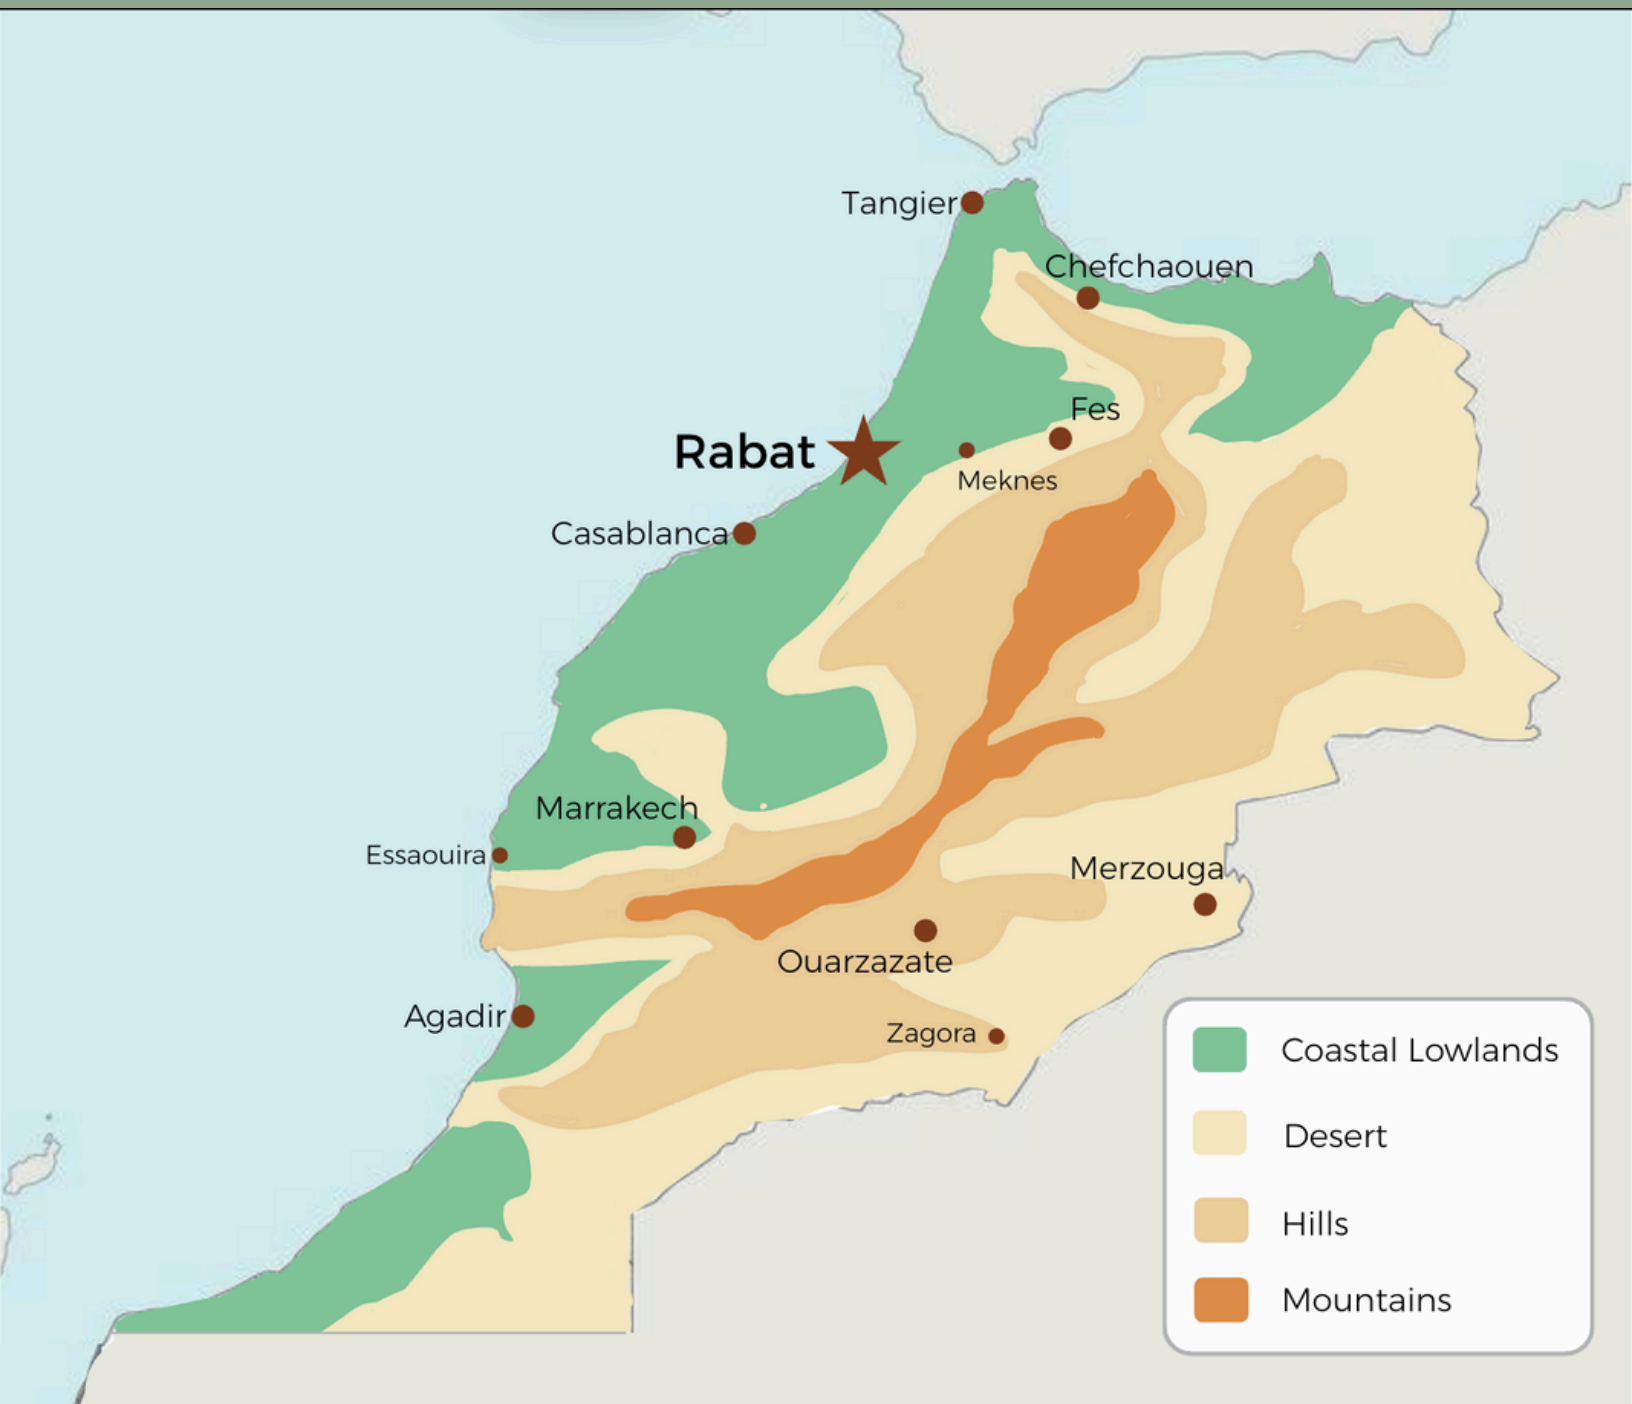 Tangier
Chefchaouen
Fes
Rabat
Meknes
Casablanca
Marrakech
Essaouira
Merzouga
Ouarzazate
Agadir
Zagora
Coastal Lowlands
Desert
Hills
Mountains